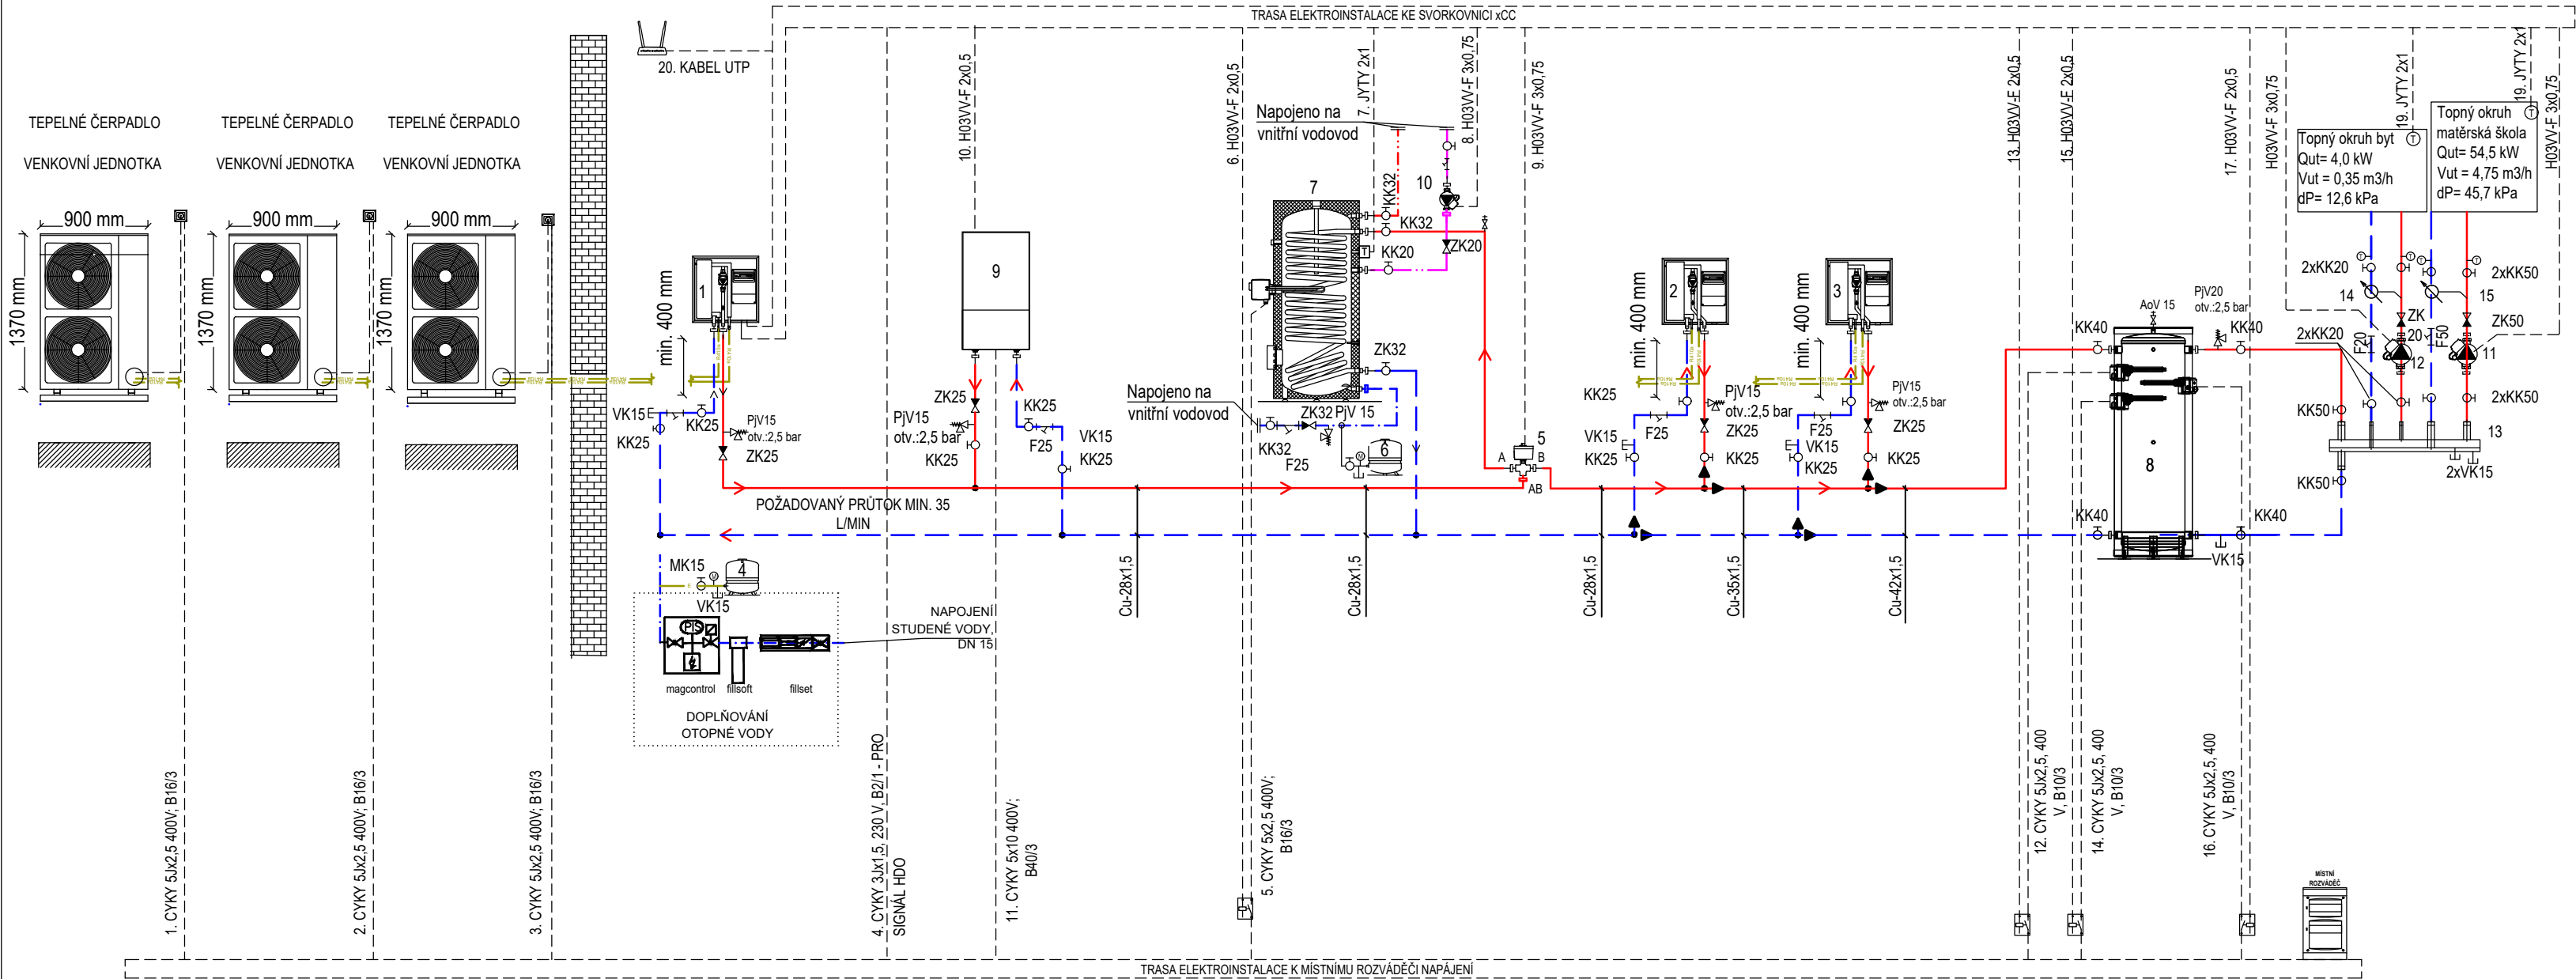 TRASA ELEKTROINSTALACE KE SVORKOVNICI xCC
20. KABEL UTP
TEPELNÉ ČERPADLO
VENKOVNÍ JEDNOTKA
TEPELNÉ ČERPADLO
VENKOVNÍ JEDNOTKA
TEPELNÉ ČERPADLO
VENKOVNÍ JEDNOTKA
900 mm
900 mm
900 mm
1370 mm
1370 mm
1370 mm
1. CYKY 5Jx2,5 400V; B16/3
2. CYKY 5Jx2,5 400V; B16/3
3. CYKY 5Jx2,5 400V; B16/3
1
min. 400 mm
VK15
KK25
KK25
PjV15
otv.:2,5 bar
ZK25
POŽADOVANÝ PRŮTOK MIN. 35
L/MIN
MK15
M
4
VK15
PS
magcontrol
fillsoft
fillset
DOPLŇOVÁNÍ
OTOPNÉ VODY
NAPOJENÍ
STUDENÉ VODY,
DN 15
4. CYKY 3Jx1,5, 230 V, B2/1 - PRO
SIGNÁL HDO
10. H03VV-F 2x0,5
9
ZK25
PjV15
otv.:2,5 bar
KK25
KK25
F25
VK15
KK25
11. CYKY 5x10 400V;
B40/3
Cu-28x1,5
6. H03VV-F 2x0,5
Napojeno na
vnitřní vodovod
7. JYTY 2x1
8. H03VV-F 3x0,75
9. H03VV-F 3x0,75
7
10
KK32
KK32
T
KK20
ZK20
ZK32
Napojeno na
vnitřní vodovod
ZK32
PjV 15
KK32
F25
M
6
5
A
B
AB
Cu-28x1,5
5. CYKY 5x2,5 400V;
B16/3
2
min. 400 mm
KK25
F25
VK15
KK25
PjV15
otv.:2,5 bar
ZK25
KK25
Cu-28x1,5
Cu-35x1,5
3
min. 400 mm
F25
VK15
KK25
PjV15
otv.:2,5 bar
ZK25
KK25
Cu-42x1,5
13. H03VV-F 2x0,5
15. H03VV-F 2x0,5
17. H03VV-F 2x0,5
H03VV-F 3x0,75
19. JYTY 2x1
19. JYTY 2x1
H03VV-F 3x0,75
Topný okruh byt
T
Qut= 4,0 kW
Vut = 0,35 m3/h
dP= 12,6 kPa
Topný okruh
T
matěrská škola
Qut= 54,5 kW
Vut = 4,75 m3/h
dP= 45,7 kPa
T
T
T
T
2xKK20
2xKK50
14
15
ZK
20
ZK50
2xKK20
F20
F50
12
11
2xKK50
AoV 15
PjV20
otv.:2,5 bar
KK40
KK40
8
KK50
13
2xVK15
KK50
KK40
KK40
VK15
12. CYKY 5Jx2,5, 400
V, B10/3
14. CYKY 5Jx2,5, 400
V, B10/3
16. CYKY 5Jx2,5, 400
V, B10/3
MÍSTNÍ
ROZVÁDĚČ
TRASA ELEKTROINSTALACE K MÍSTNÍMU ROZVÁDĚČI NAPÁJENÍ